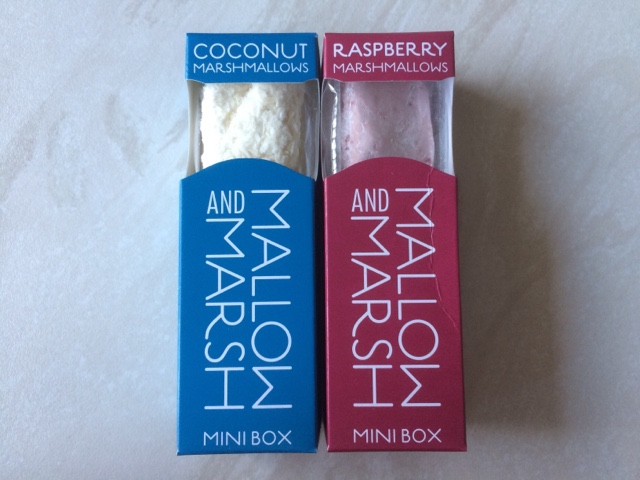 COCONUT
MARSHMALLOWS
MALLOW
AND MARSH
MINI BOX
RASPBERRY
MARSHMALLOWS
MALLOW
AND MARSH
MINI BOX